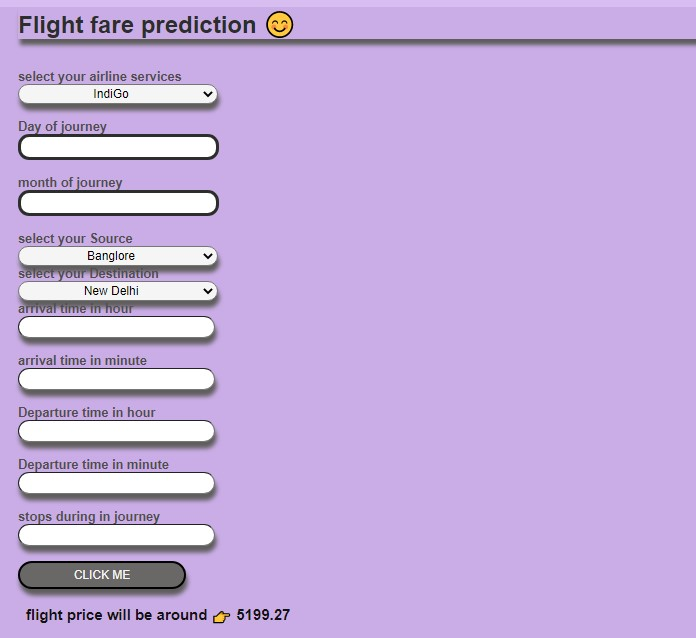 Flight fare prediction 😊
select your airline services
IndiGo
Day of journey
month of journey
select your Source
Banglore
select your Destination
New Delhi
arrival time in hour
arrival time in minute
Departure time in hour
Departure time in minute
stops during in journey
CLICK ME
flight price will be around 👉 5199.27